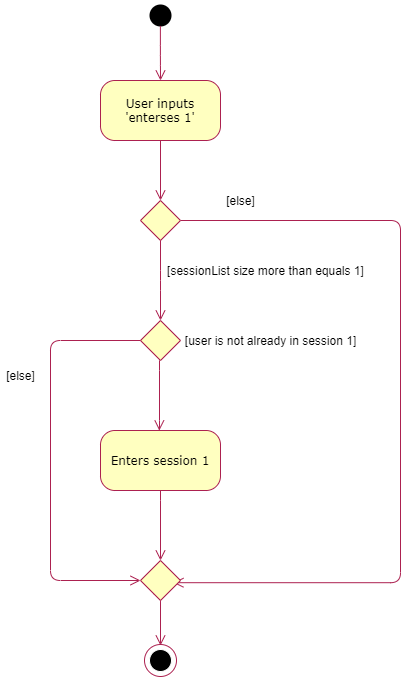 User inputs
'enterses 1'
[else]
[sessionList size more than equals 1]
[user is not already in session 1]
[else]
Enters session 1